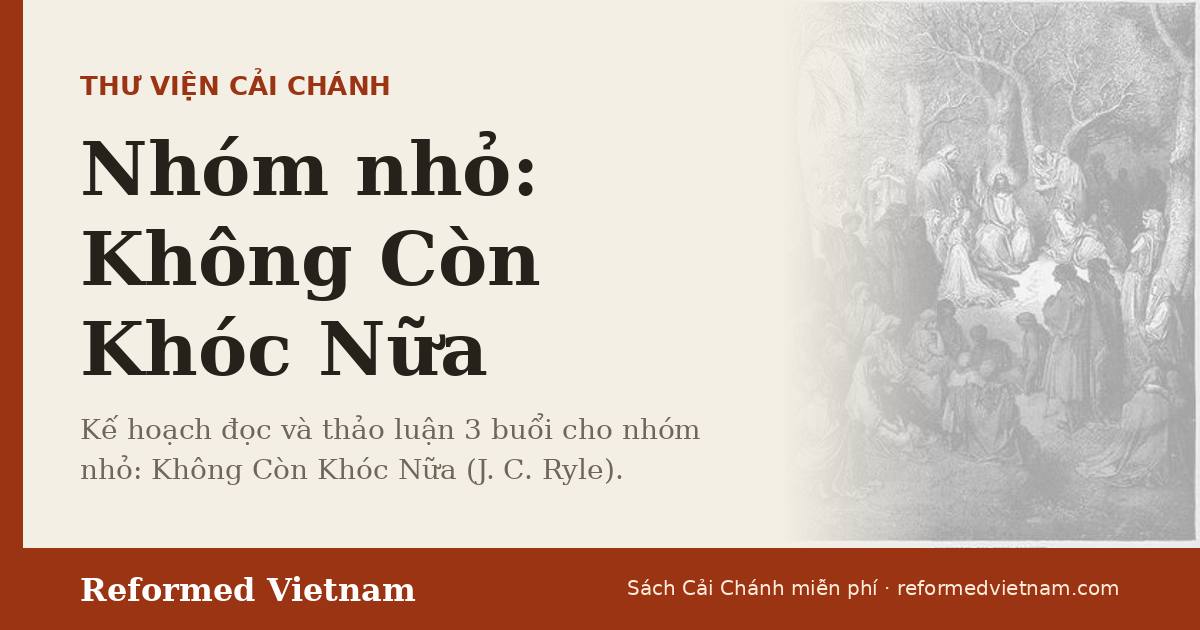 THƯ VIỆN CẢI CHÁNH
Nhóm nhỏ:
Không Còn
Khóc Nữa
Kế hoạch đọc và thảo luận 3 buổi cho nhóm
nhỏ: Không Còn Khóc Nữa (J. C. Ryle).
Reformed Vietnam
Sách Cải Chánh miễn phí · reformedvietnam.com